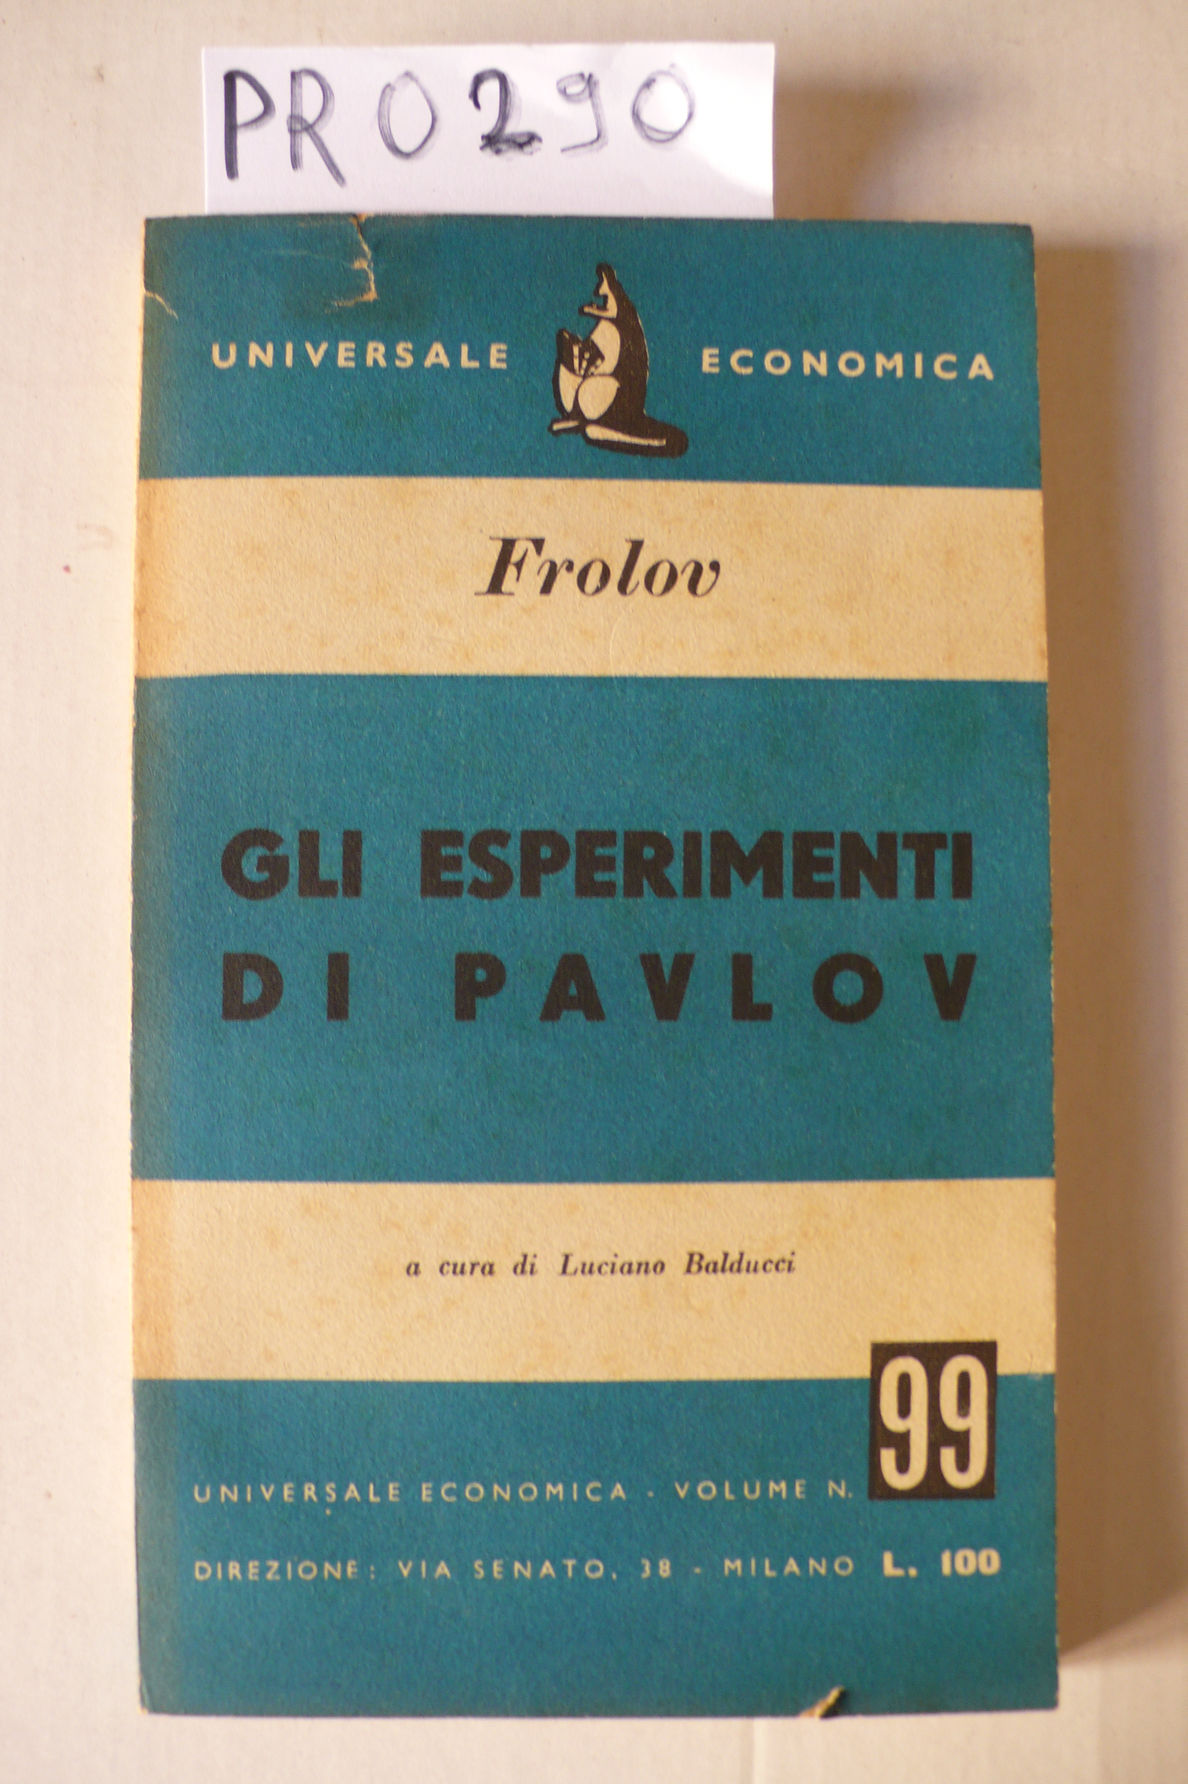 PR0290
UNIVERSALE ECONOMICA
Frolov
GLI ESPERIMENTI
DI PAVLOV
a cura di Luciano Balducci
99
UNIVERSALE ECONOMICA - VOLUME N.
DIREZIONE: VIA SENATO, 38 - MILANO L. 100